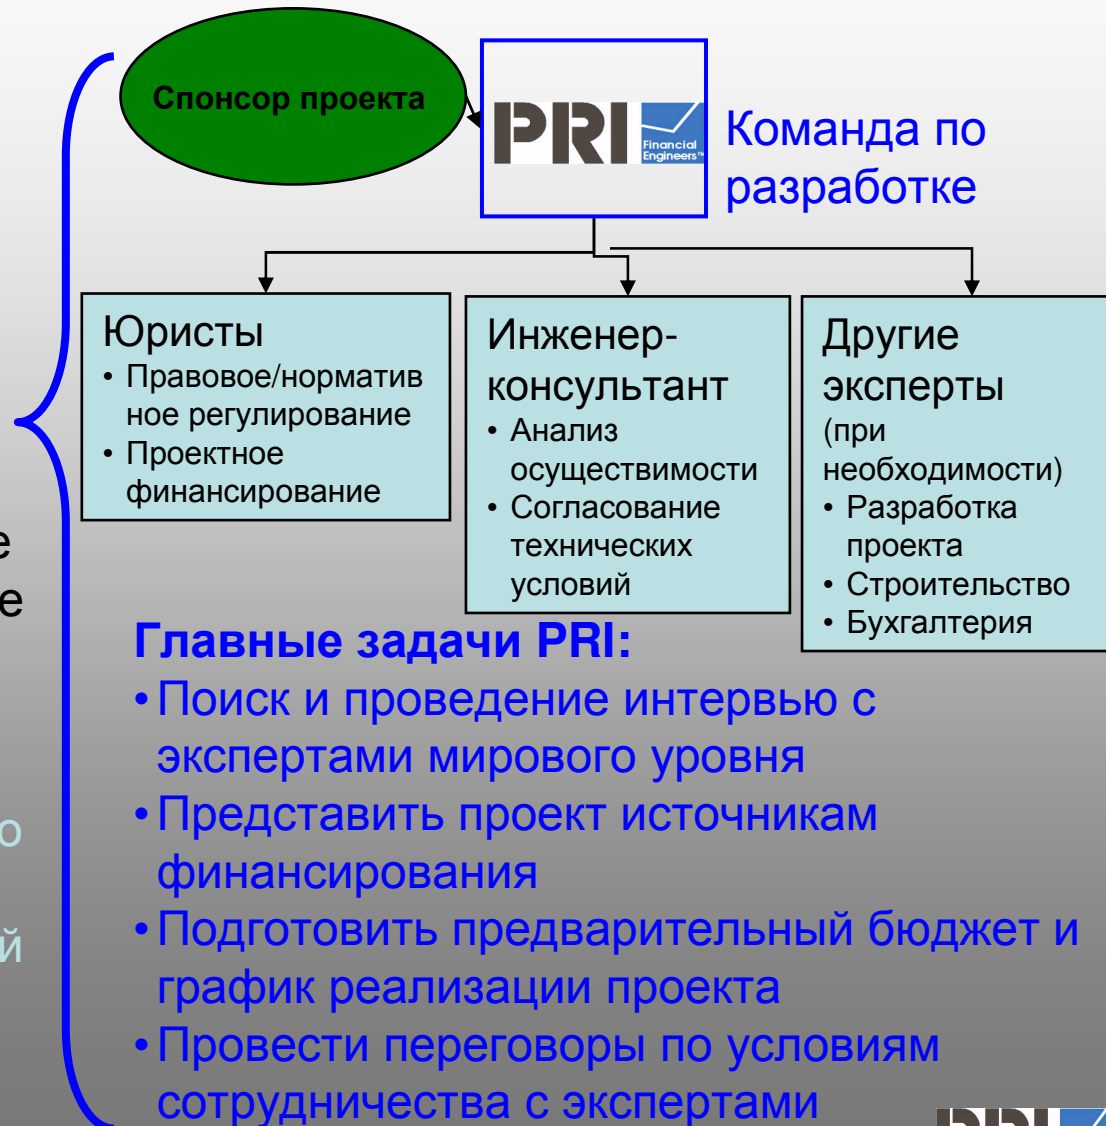 Спонсор проекта
PRI
Financial
Engineers™
Команда по
разработке
Юристы
• Правовое/норматив
ное регулирование
• Проектное
финансирование
Инженер-
консультант
• Анализ
осуществимости
• Согласование
технических
условий
Другие
эксперты
(при
необходимости)
• Разработка
проекта
• Строительство
• Бухгалтерия
Главные задачи PRI:
• Поиск и проведение интервью с
экспертами мирового уровня
• Представить проект источникам
финансирования
• Подготовить предварительный бюджет и
график реализации проекта
• Провести переговоры по условиям
сотрудничества с экспертами